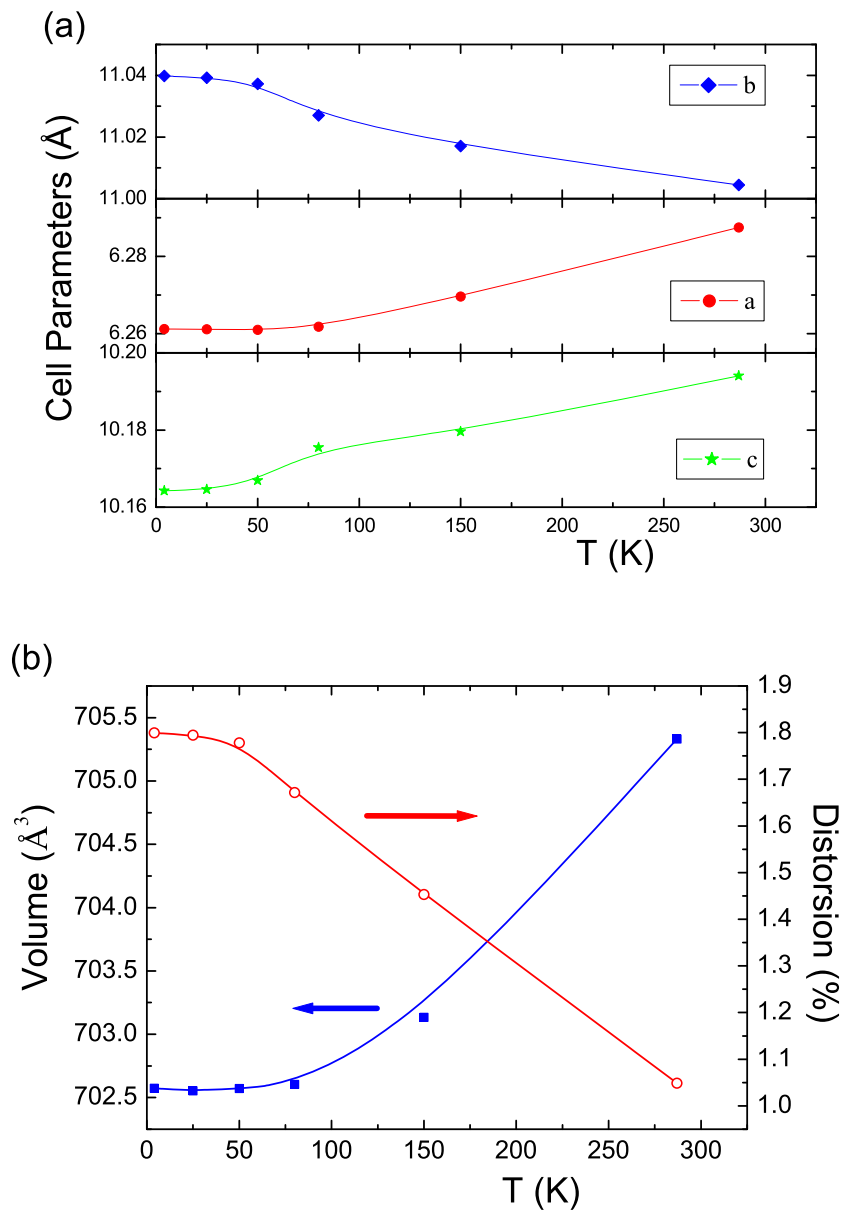 (a)
Cell Parameters (Å)
11.04
11.02
11.00
b
6.28
6.26
a
10.20
10.18
10.16
c
0 50 100 150 200 250 300
T (K)
(b)
Volume (Å³)
705.5
705.0
704.5
704.0
703.5
703.0
702.5
1.9
1.8
1.7
1.6
1.5
1.4
1.3
1.2
1.1
1.0
Distorsion (%)
0 50 100 150 200 250 300
T (K)